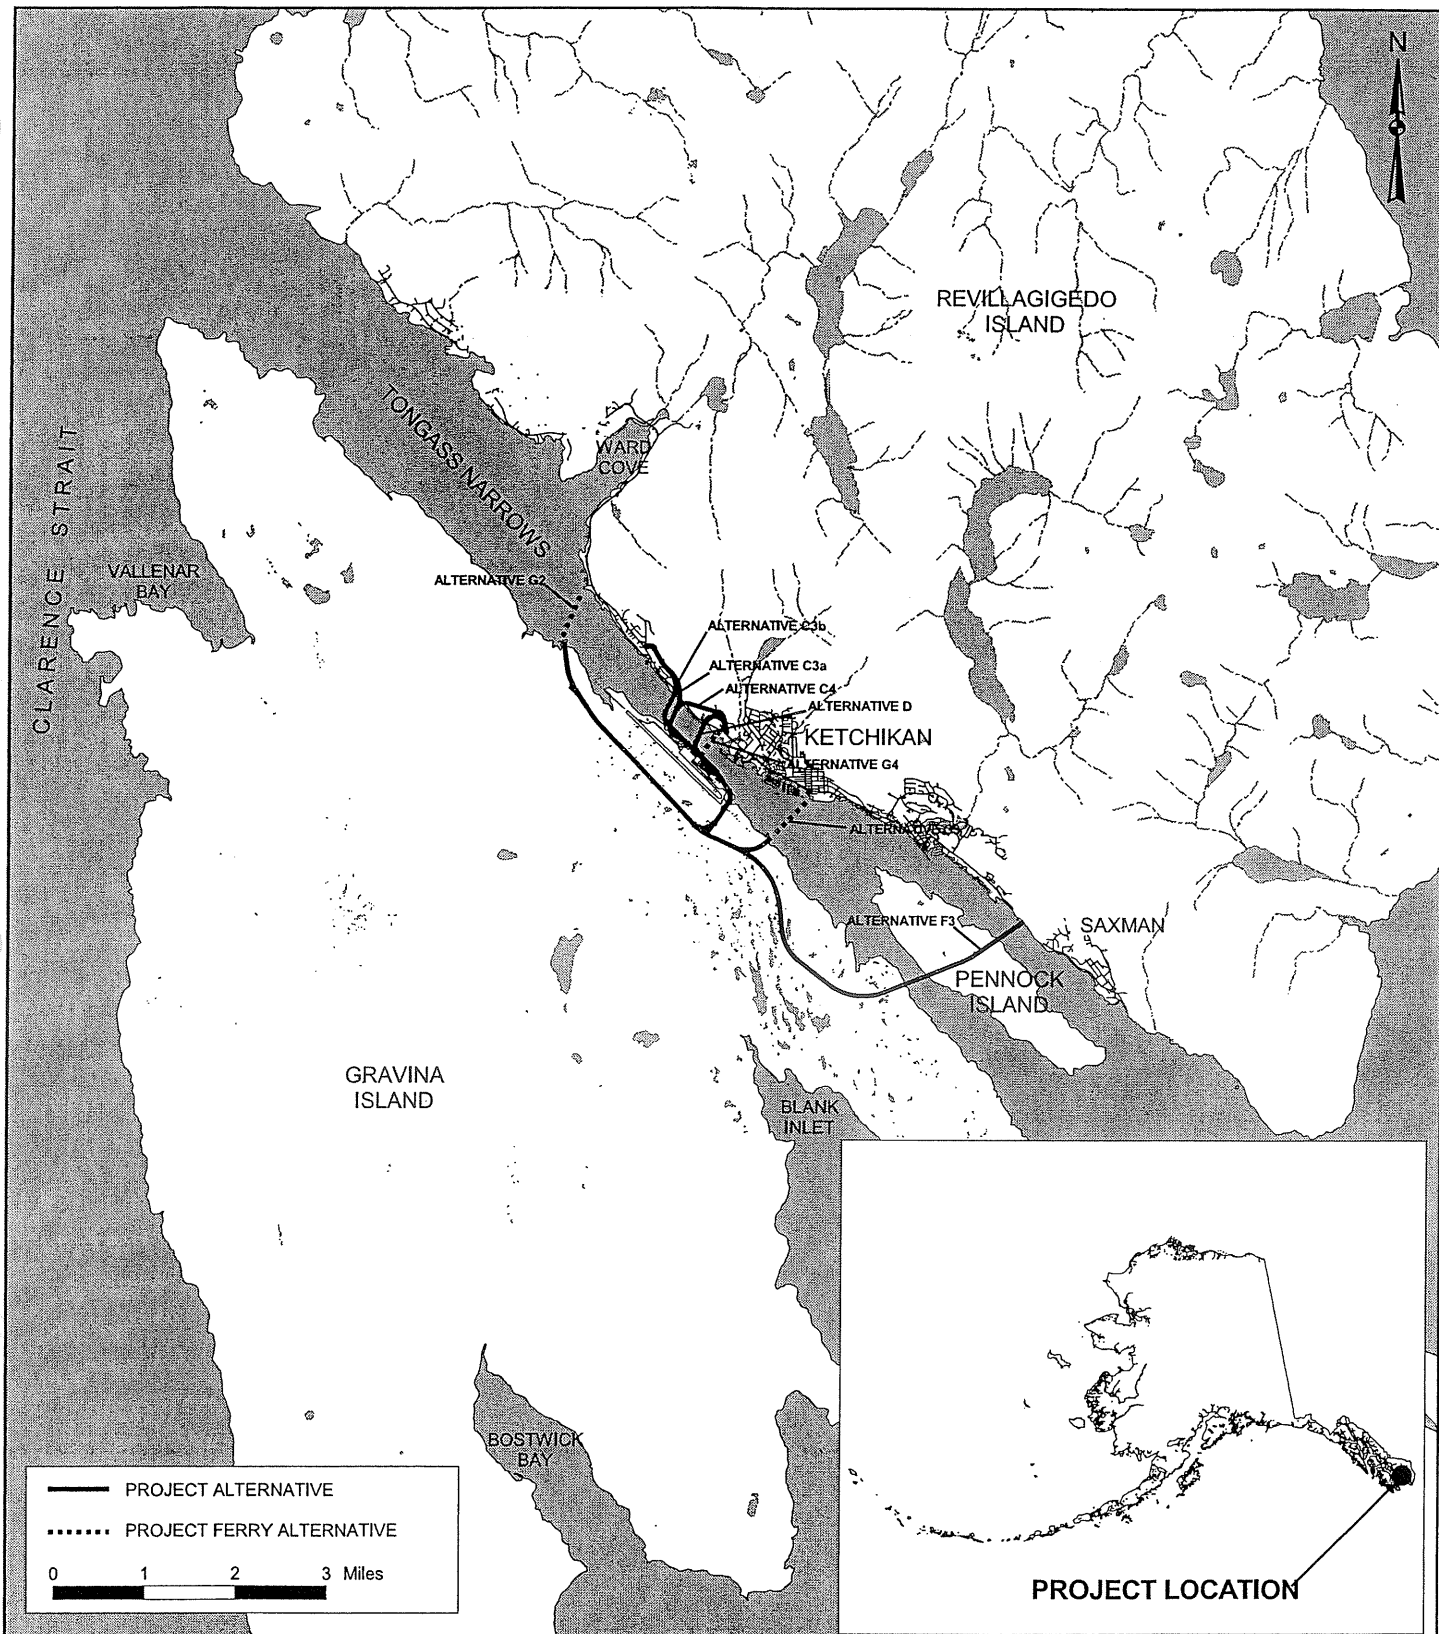 N
REVILLAGIGEDO
ISLAND
TONGASS NARROWS
WARD
COVE
CLARENCE STRAIT
VALLENAR
BAY
ALTERNATIVE G2
ALTERNATIVE C3b
ALTERNATIVE C3a
ALTERNATIVE C4
ALTERNATIVE D
KETCHIKAN
ALTERNATIVE G4
ALTERNATIVE
ALTERNATIVE F3
SAXMAN
PENNOCK
ISLAND
GRAVINA
ISLAND
BLANK
INLET
BOSTWICK
BAY
PROJECT ALTERNATIVE
PROJECT FERRY ALTERNATIVE
0 1 2 3 Miles
PROJECT LOCATION